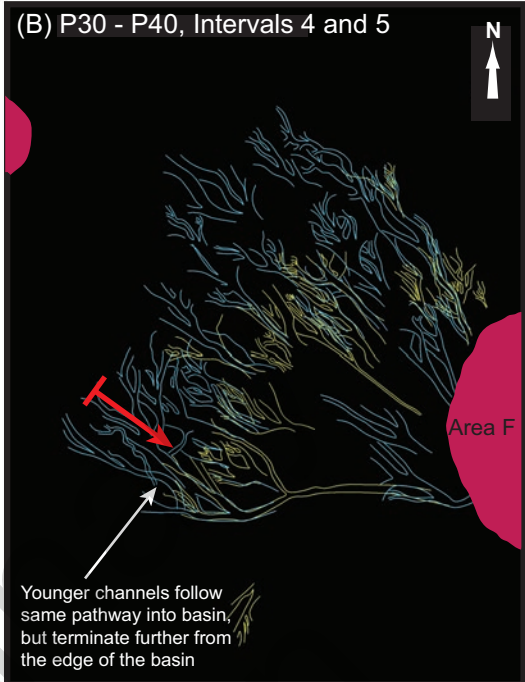 (B) P30 - P40, Intervals 4 and 5
N
Area F
Younger channels follow
same pathway into basin,
but terminate further from
the edge of the basin